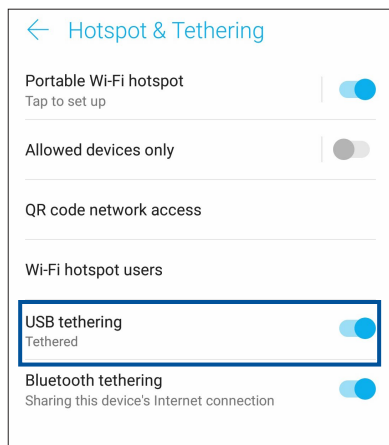 Hotspot & Tethering
Portable Wi-Fi hotspot
Tap to set up
Allowed devices only
QR code network access
Wi-Fi hotspot users
USB tethering
Tethered
Bluetooth tethering
Sharing this device's Internet connection